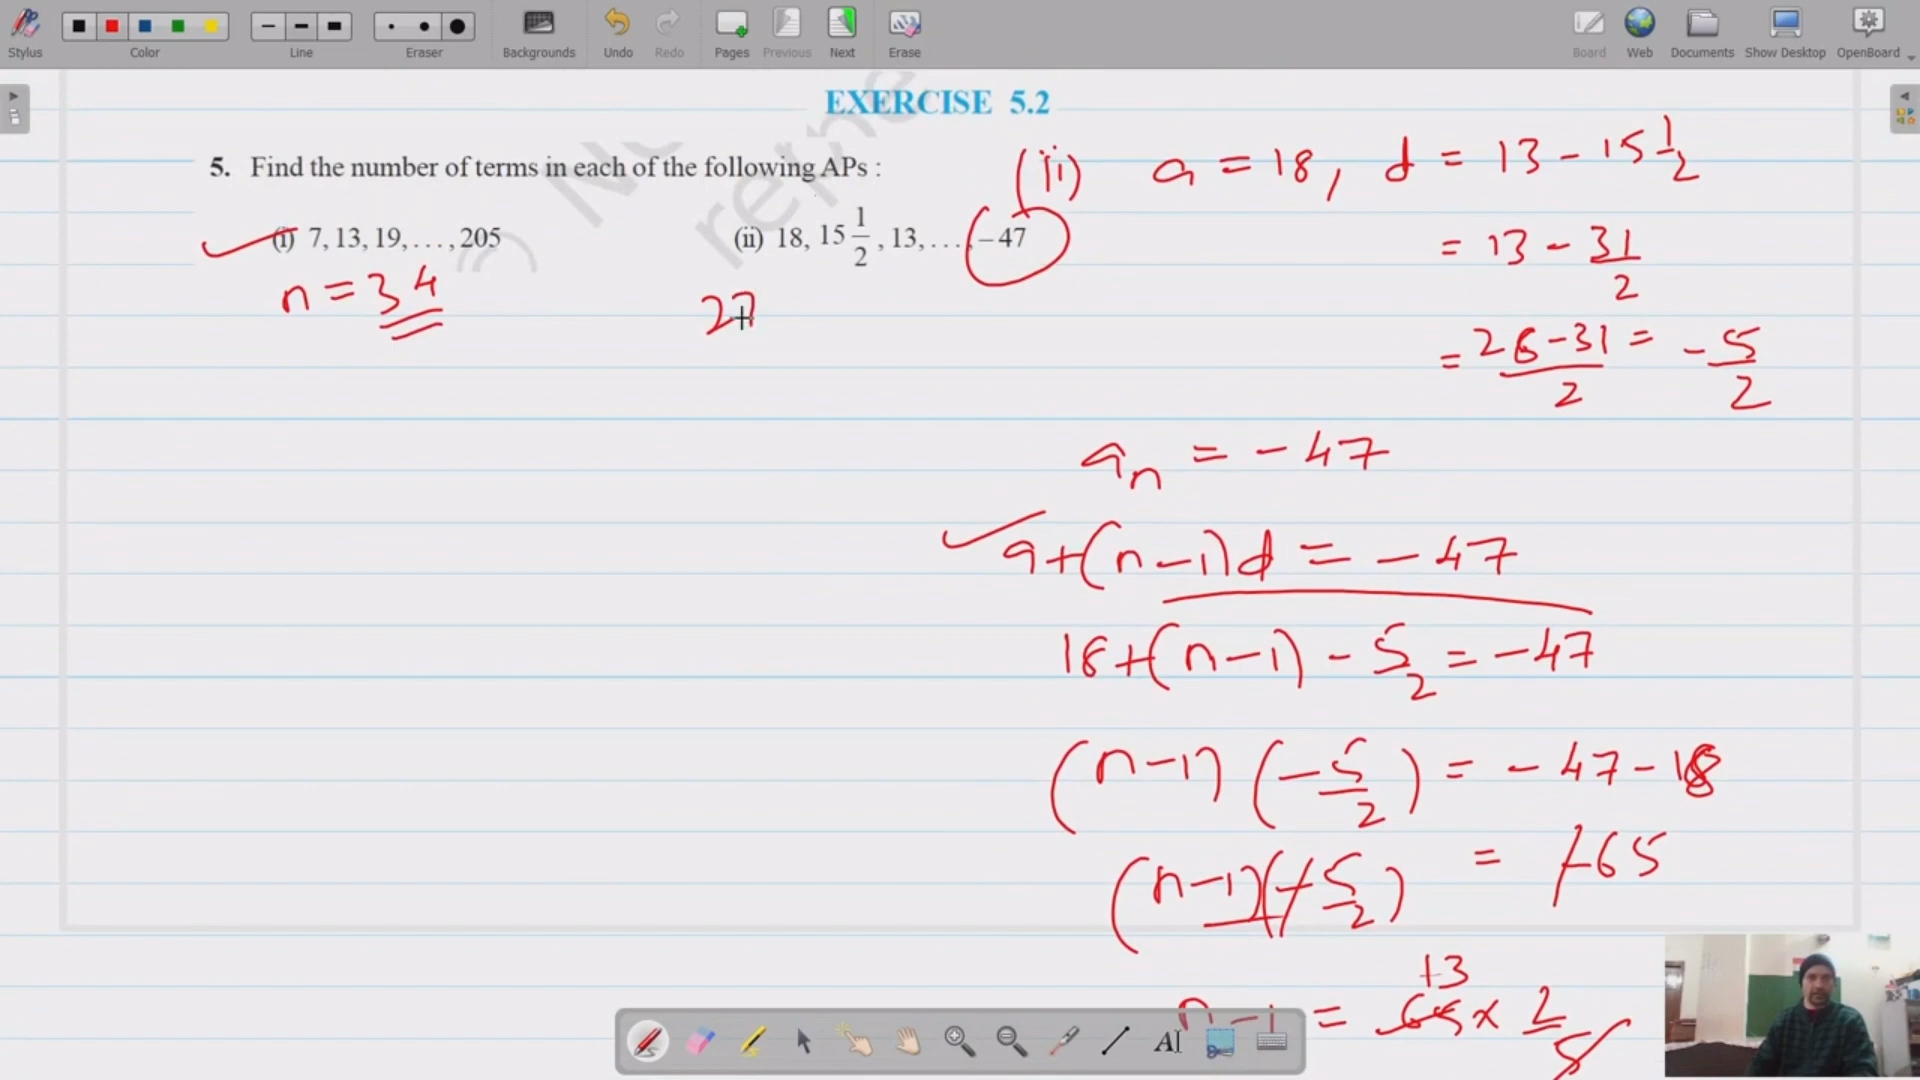 Stylus Color Line Eraser Backgrounds Undo Redo Pages Previous Next Erase Board Web Documents Show Desktop OpenBoard
EXERCISE 5.2
5. Find the number of terms in each of the following APs :
(i) 7, 13, 19, . . . , 205 (ii) 18, 15 1/2 , 13, . . . , –47
n = 34
27
(ii) a = 18, d = 13 - 15 1/2
= 13 - 31/2
= 26-31/2 = -5/2
an = -47
a+(n-1)d = -47
18+(n-1) -5/2 = -47
(n-1) (-5/2) = -47-18
(n-1)(-5/2) = -65
13
n-1 = 65 x 2/5